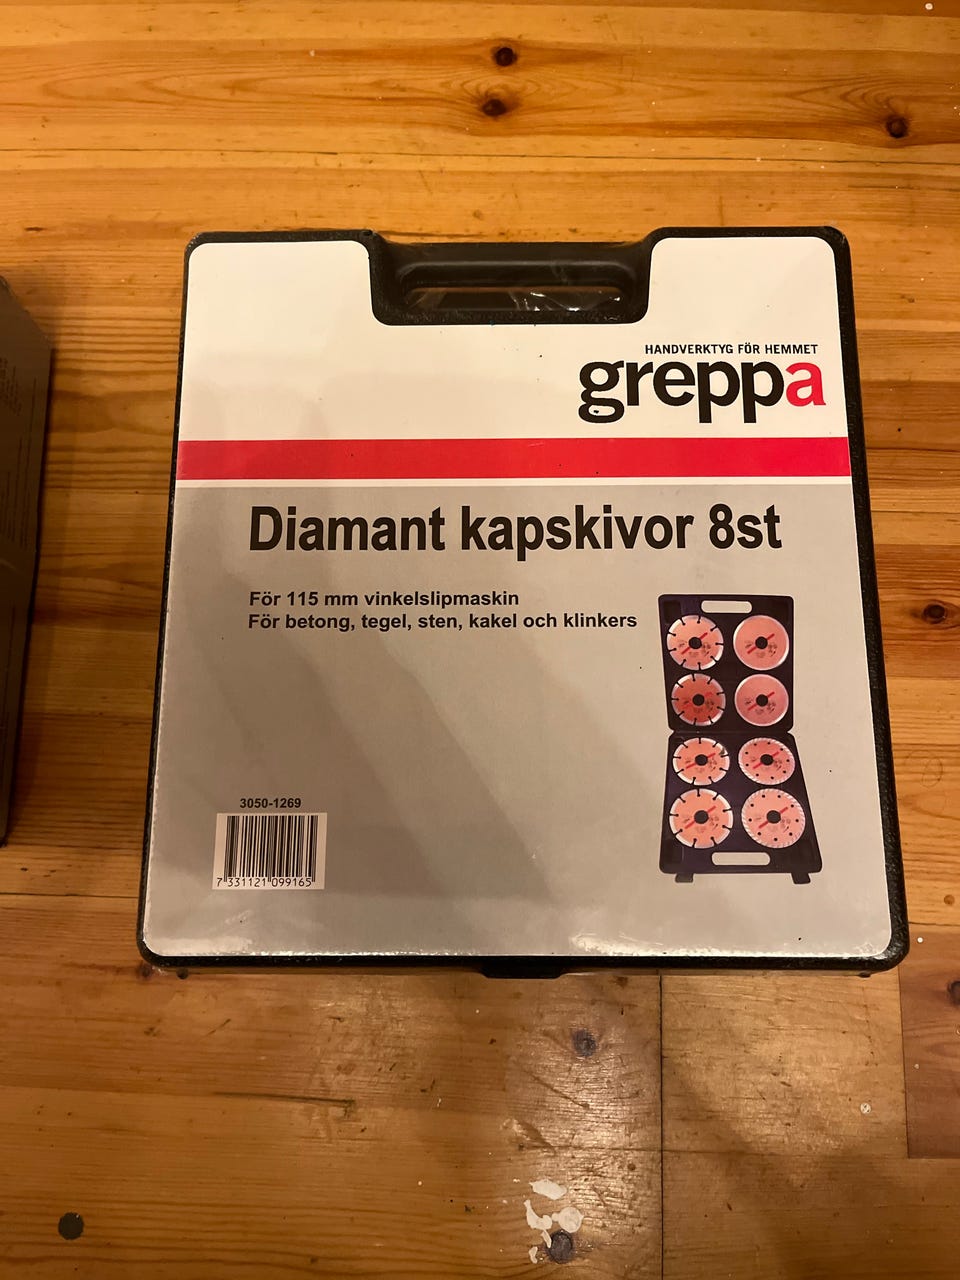 HANDVERKTYG FÖR HEMMET
greppa
Diamant kapskivor 8st
För 115 mm vinkelslipmaskin
För betong, tegel, sten, kakel och klinkers
3050-1269
7 331121 099165